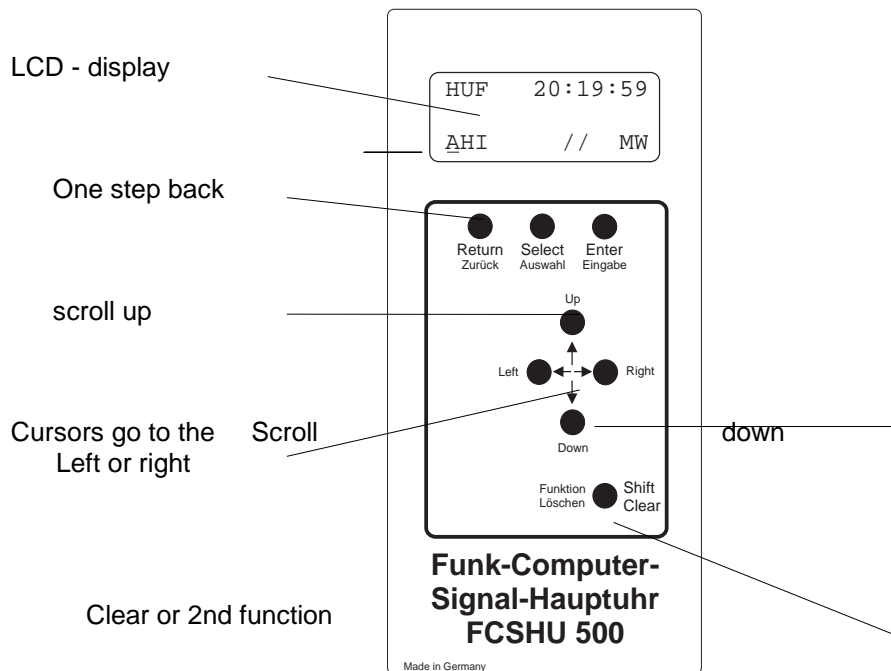 LCD - display
HUF 20:19:59
AHI // MW
One step back
Return Select Enter
Zurück Auswahl Eingabe
Up
scroll up
Left Right
Cursors go to the Scroll down
Left or right
Down
Funktion Shift
Löschen Clear
Clear or 2nd function
Funk-Computer-
Signal-Hauptuhr
FCSHU 500
Made in Germany